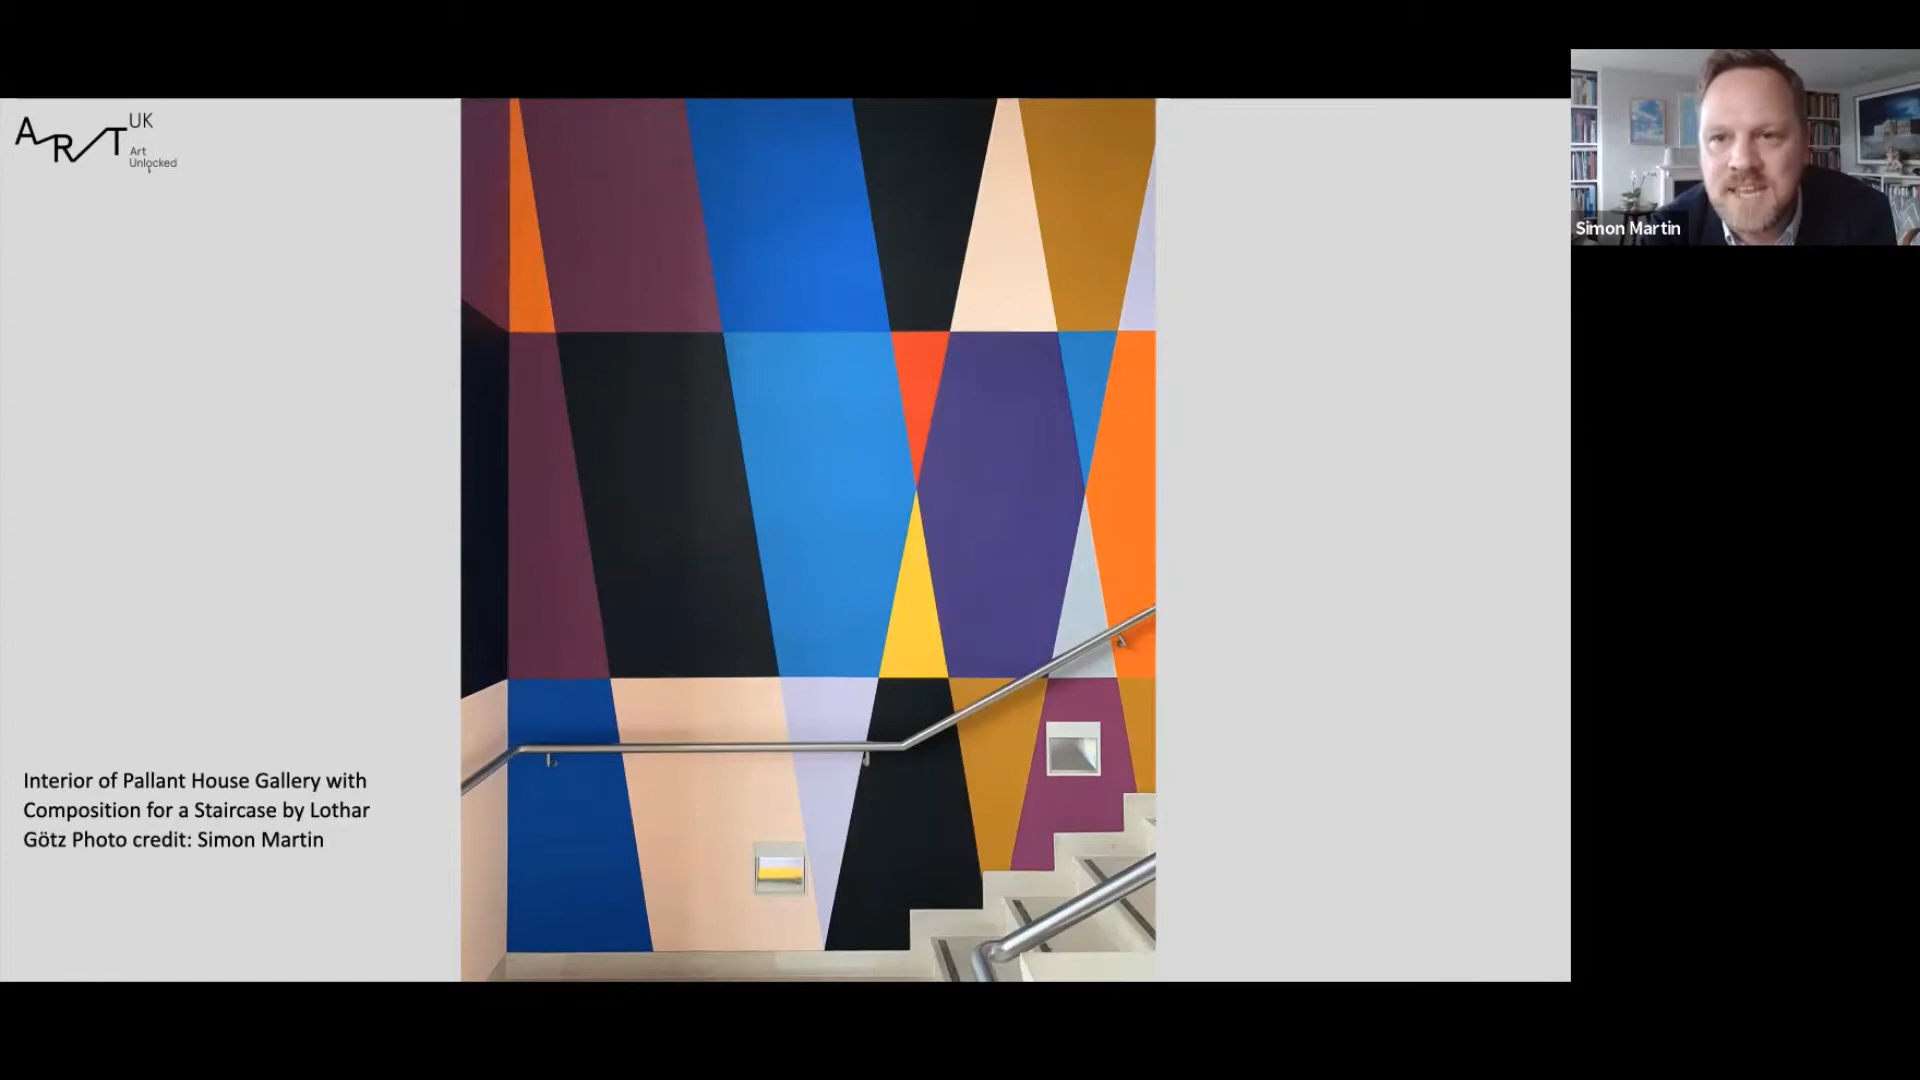 ART UK
Art
Unlocked
Simon Martin
Interior of Pallant House Gallery with
Composition for a Staircase by Lothar
Götz Photo credit: Simon Martin